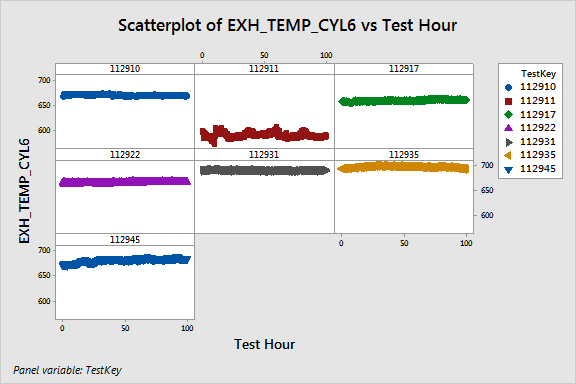 Scatterplot of EXH_TEMP_CYL6 vs Test Hour
0 50 100
112910 112911 112917
700
650
600
112922 112931 112935
700
650
600
0 50 100
112945
700
650
600
0 50 100
EXH_TEMP_CYL6
Test Hour
TestKey
112910
112911
112917
112922
112931
112935
112945
Panel variable: TestKey